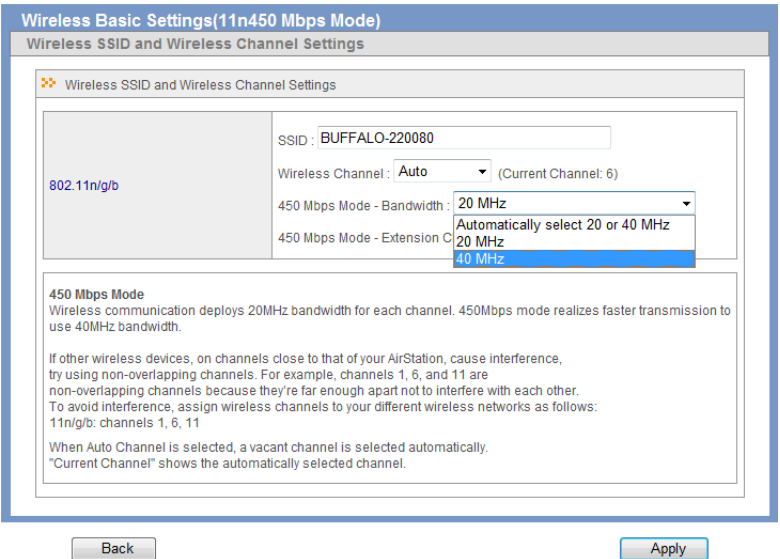 Wireless Basic Settings(11n450 Mbps Mode)
Wireless SSID and Wireless Channel Settings
Wireless SSID and Wireless Channel Settings
802.11n/g/b
SSID : BUFFALO-220080
Wireless Channel : Auto (Current Channel: 6)
450 Mbps Mode - Bandwidth : 20 MHz
Automatically select 20 or 40 MHz
450 Mbps Mode - Extension C
20 MHz
40 MHz
450 Mbps Mode
Wireless communication deploys 20MHz bandwidth for each channel. 450Mbps mode realizes faster transmission to
use 40MHz bandwidth.
If other wireless devices, on channels close to that of your AirStation, cause interference,
try using non-overlapping channels. For example, channels 1, 6, and 11 are
non-overlapping channels because they're far enough apart not to interfere with each other.
To avoid interference, assign wireless channels to your different wireless networks as follows:
11n/g/b: channels 1, 6, 11
When Auto Channel is selected, a vacant channel is selected automatically.
"Current Channel" shows the automatically selected channel.
Back
Apply